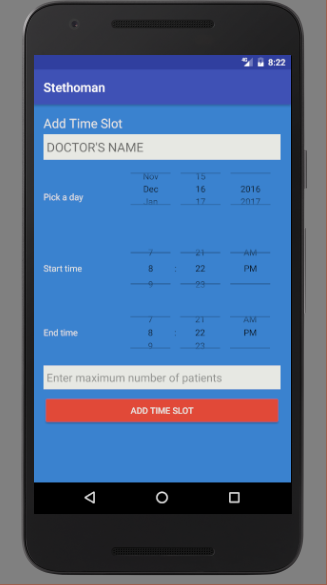 4G 8:22
Stethoman
Add Time Slot
DOCTOR'S NAME
Nov 15
Pick a day Dec 16 2016
Jan 17 2017
7 21 AM
Start time 8 : 22 PM
9 23
7 21 AM
End time 8 : 22 PM
9 23
Enter maximum number of patients
ADD TIME SLOT